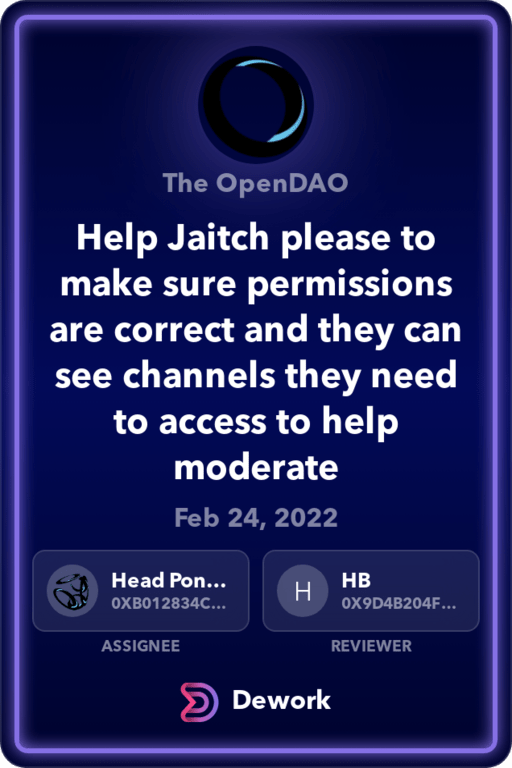 The OpenDAO
Help Jaitch please to
make sure permissions
are correct and they can
see channels they need
to access to help
moderate
Feb 24, 2022
Head Pon...
0XB012834C...
ASSIGNEE
H
HB
0X9D4B204F...
REVIEWER
Dework